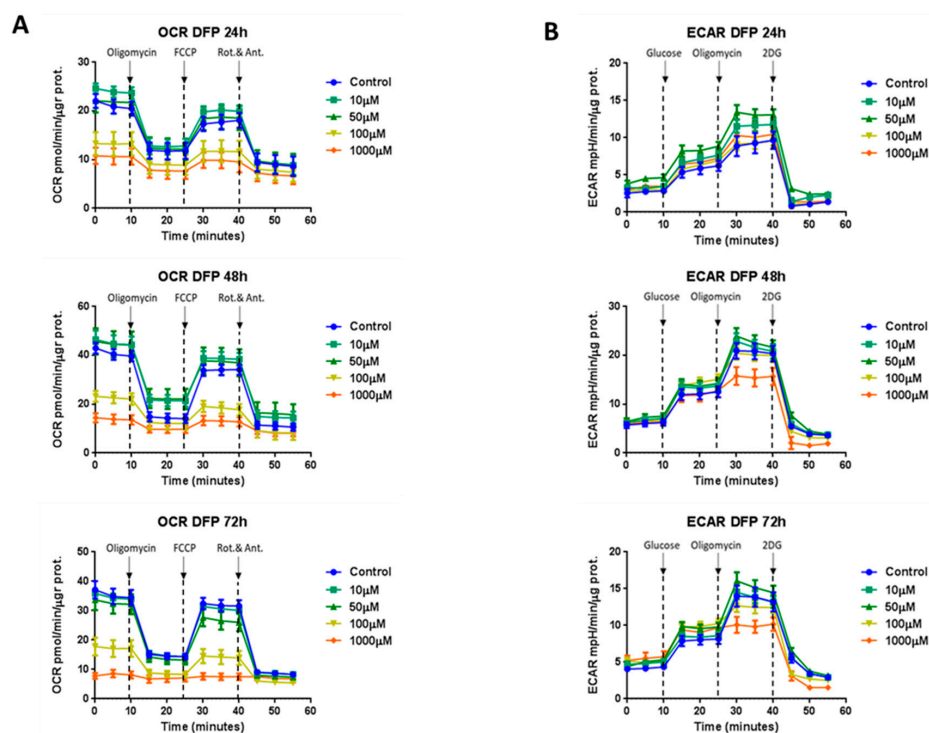 A
B
OCR DFP 24h
Oligomycin FCCP Rot.& Ant.
OCR pmol/min/µgr prot.
30
20
10
0
0 10 20 30 40 50 60
Time (minutes)
Control
10µM
50µM
100µM
1000µM
ECAR DFP 24h
Glucose Oligomycin 2DG
ECAR mpH/min/µg prot.
20
15
10
5
0
0 10 20 30 40 50 60
Time (minutes)
Control
10µM
50µM
100µM
1000µM
OCR DFP 48h
Oligomycin FCCP Rot.& Ant.
OCR pmol/min/µgr prot.
60
40
20
0
0 10 20 30 40 50 60
Time (minutes)
Control
10µM
50µM
100µM
1000µM
ECAR DFP 48h
Glucose Oligomycin 2DG
ECAR mpH/min/µg prot.
30
20
10
0
0 10 20 30 40 50 60
Time (minutes)
Control
10µM
50µM
100µM
1000µM
OCR DFP 72h
Oligomycin FCCP Rot.& Ant.
OCR pmol/min/µgr prot.
50
40
30
20
10
0
0 10 20 30 40 50 60
Time (minutes)
Control
10µM
50µM
100µM
1000µM
ECAR DFP 72h
Glucose Oligomycin 2DG
ECAR mpH/min/µg prot.
20
15
10
5
0
0 10 20 30 40 50 60
Time (minutes)
Control
10µM
50µM
100µM
1000µM